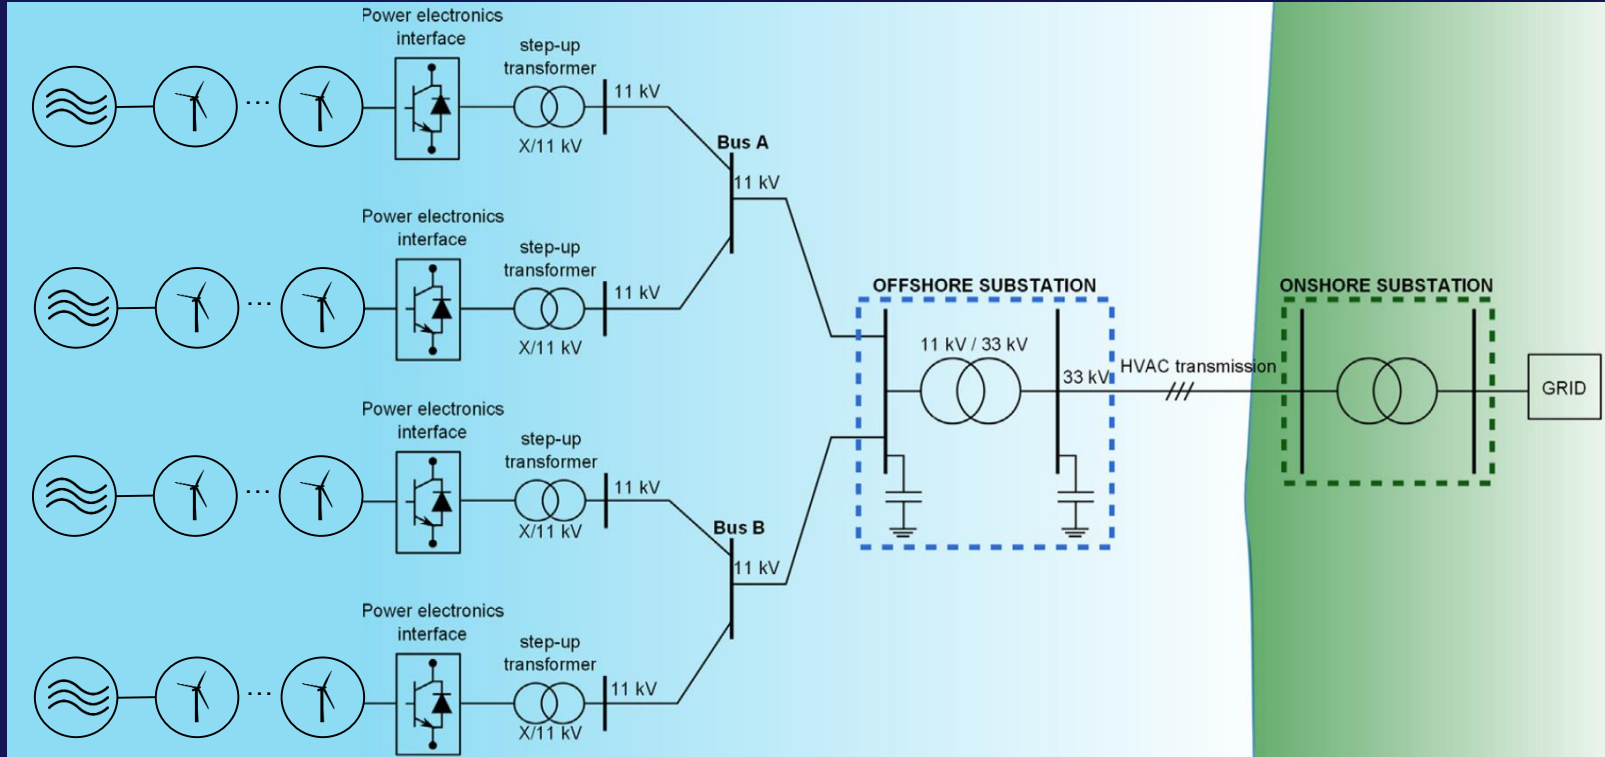 Power electronics
interface
step-up
transformer
11 kV
X/11 kV
Bus A
11 kV
Power electronics
interface
step-up
transformer
11 kV
X/11 kV
OFFSHORE SUBSTATION
11 kV / 33 kV
33 kV
HVAC transmission
ONSHORE SUBSTATION
GRID
Power electronics
interface
step-up
transformer
11 kV
X/11 kV
Bus B
11 kV
Power electronics
interface
step-up
transformer
11 kV
X/11 kV